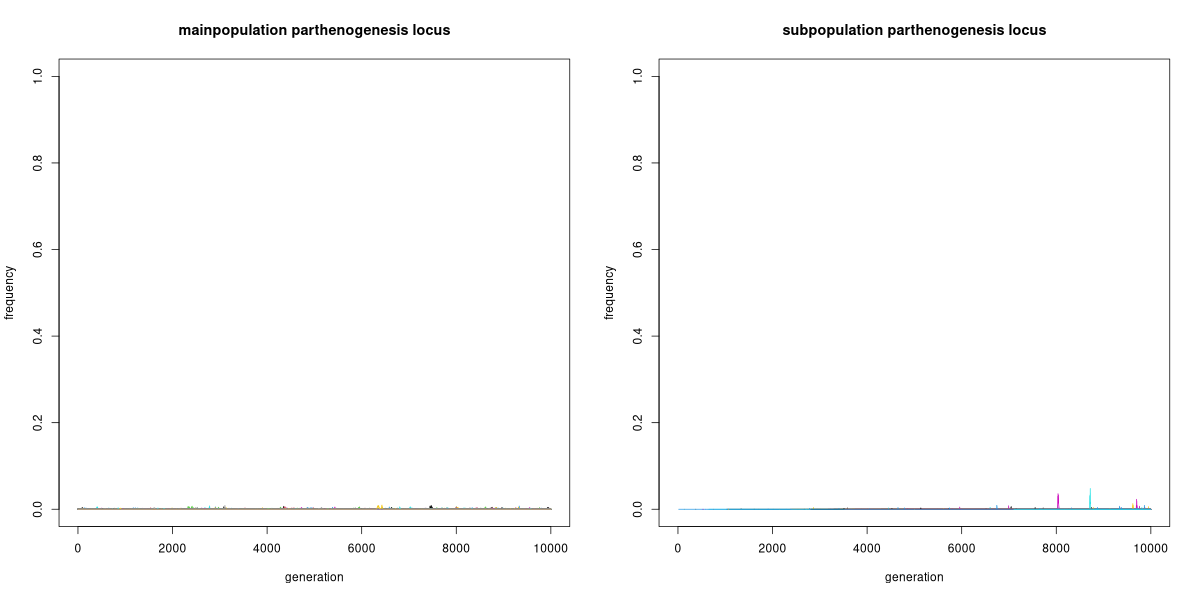 mainpopulation parthenogenesis locus
frequency
1.0
0.8
0.6
0.4
0.2
0.0
0 2000 4000 6000 8000 10000
generation
subpopulation parthenogenesis locus
frequency
1.0
0.8
0.6
0.4
0.2
0.0
0 2000 4000 6000 8000 10000
generation